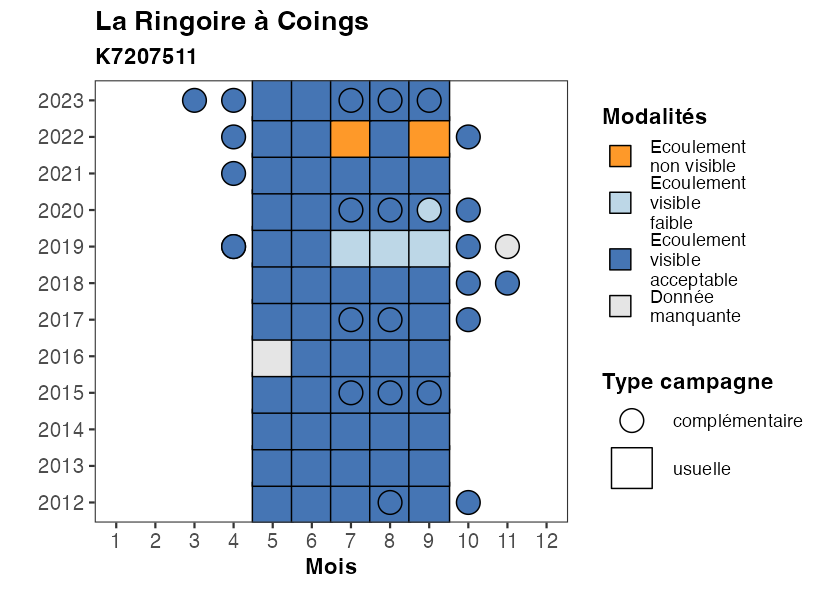 La Ringoire à Coings
K7207511
2023
2022
2021
2020
2019
2018
2017
2016
2015
2014
2013
2012
1 2 3 4 5 6 7 8 9 10 11 12
Mois
Modalités
Ecoulement
non visible
Ecoulement
visible
faible
Ecoulement
visible
acceptable
Donnée
manquante
Type campagne
complémentaire
usuelle